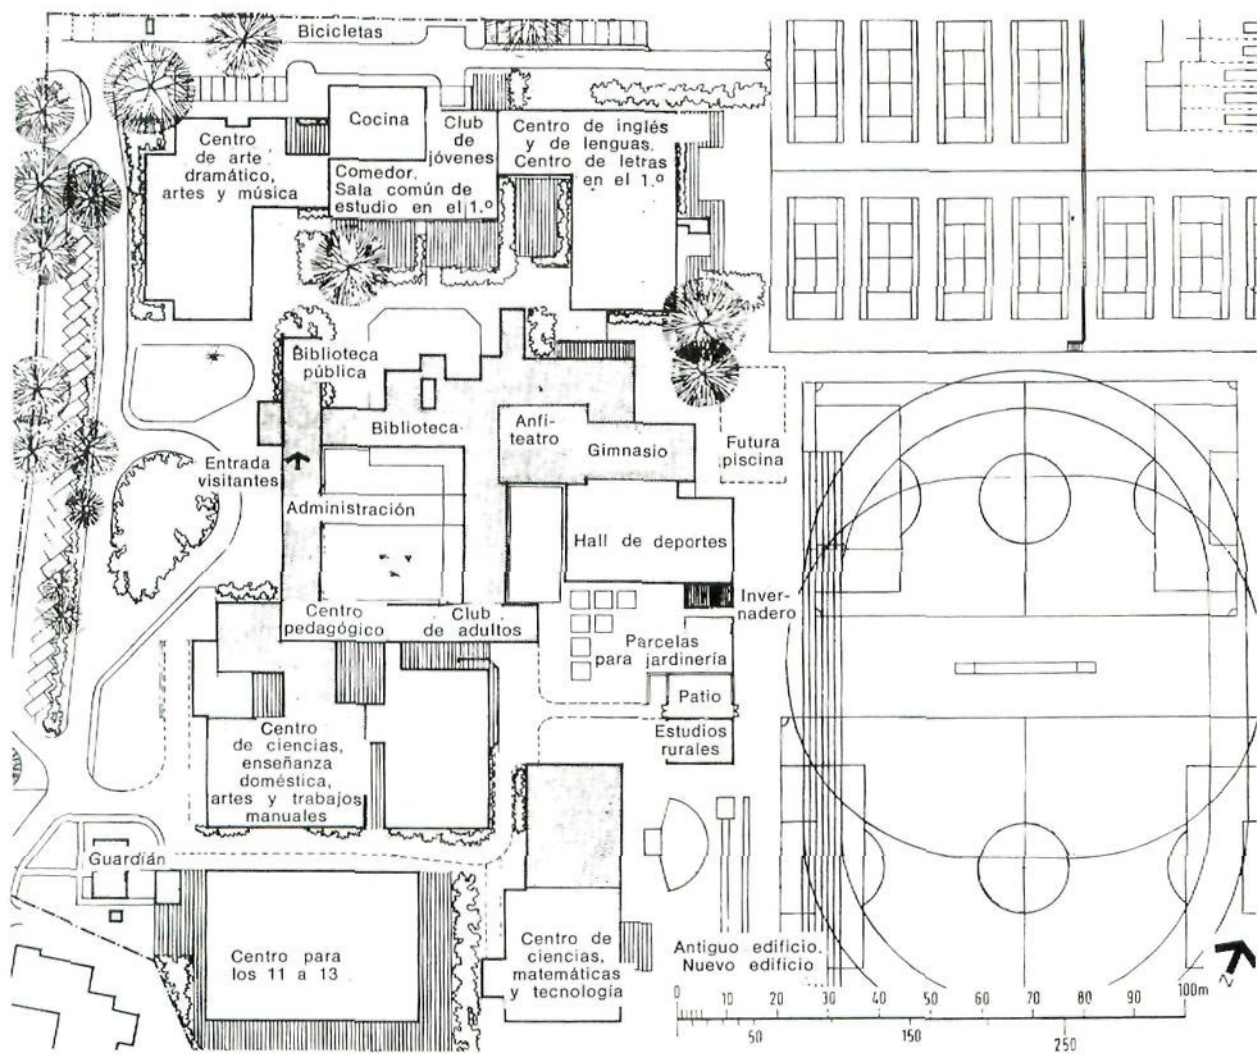 Bicicletas
Cocina
Club
de
jóvenes
Centro de inglés
y de lenguas.
Centro de letras
en el 1.º
Centro
de arte
dramático,
artes y música
Comedor.
Sala común de
estudio en el 1.º
Biblioteca
pública
Biblioteca
Anfi-
teatro
Gimnasio
Futura
piscina
Entrada
visitantes
Administración
Hall de deportes
Inver-
nadero
Centro
pedagógico
Club
de adultos
Parcelas
para jardinería
Patio
Estudios
rurales
Centro
de ciencias,
enseñanza
doméstica,
artes y trabajos
manuales
Guardián
Centro para
los 11 a 13
Centro de
ciencias,
matemáticas
y tecnología
Antiguo edificio.
Nuevo edificio
N
0 10 20 30 40 50 60 70 80 90 100m
50 150 250